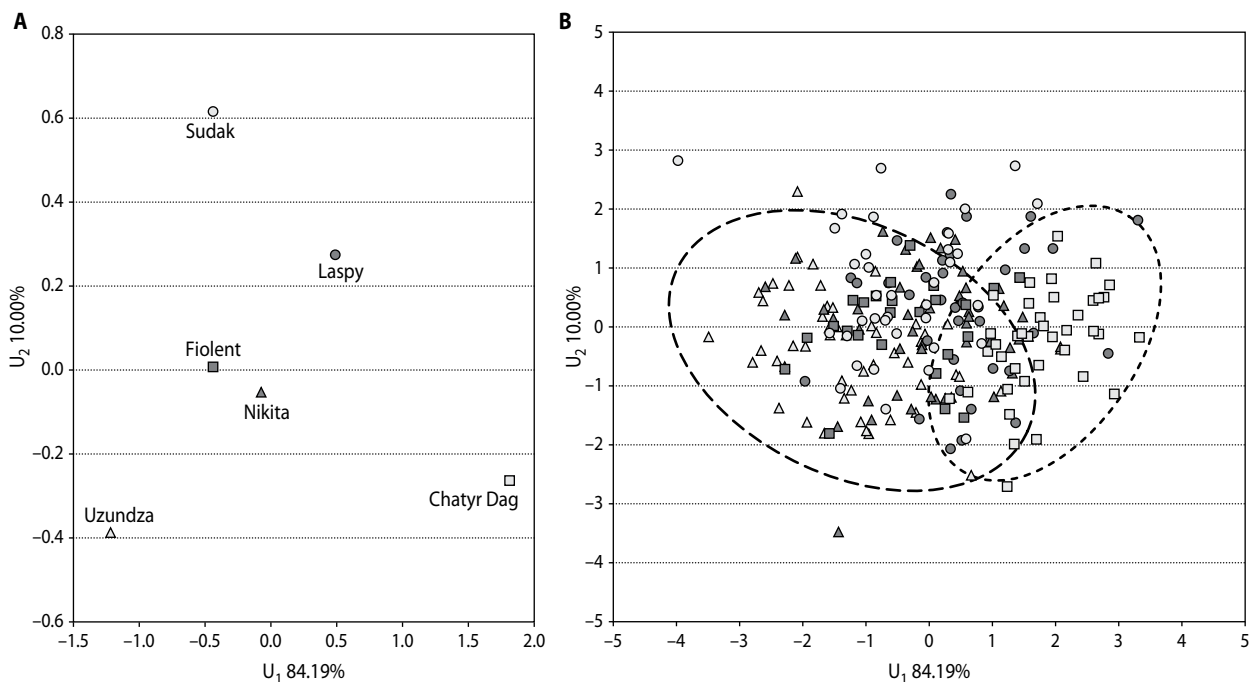 A
U2 10.00%
0.8
0.6
0.4
0.2
0.0
−0.2
−0.4
−0.6
Sudak
Laspy
Fiolent
Nikita
Chatyr Dag
Uzundza
−1.5 −1.0 −0.5 0.0 0.5 1.0 1.5 2.0
U1 84.19%
B
U2 10.00%
5
4
3
2
1
0
−1
−2
−3
−4
−5
−5 −4 −3 −2 −1 0 1 2 3 4 5
U1 84.19%